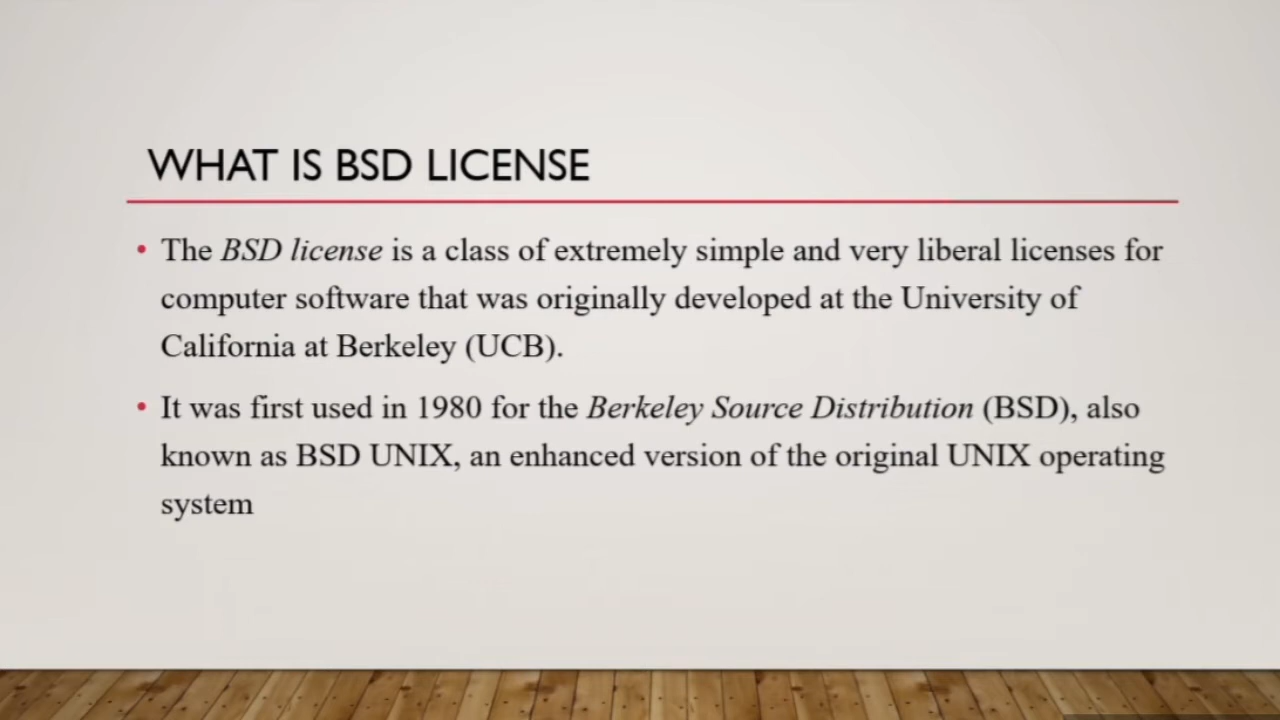 WHAT IS BSD LICENSE
• The BSD license is a class of extremely simple and very liberal licenses for
computer software that was originally developed at the University of
California at Berkeley (UCB).
• It was first used in 1980 for the Berkeley Source Distribution (BSD), also
known as BSD UNIX, an enhanced version of the original UNIX operating
system